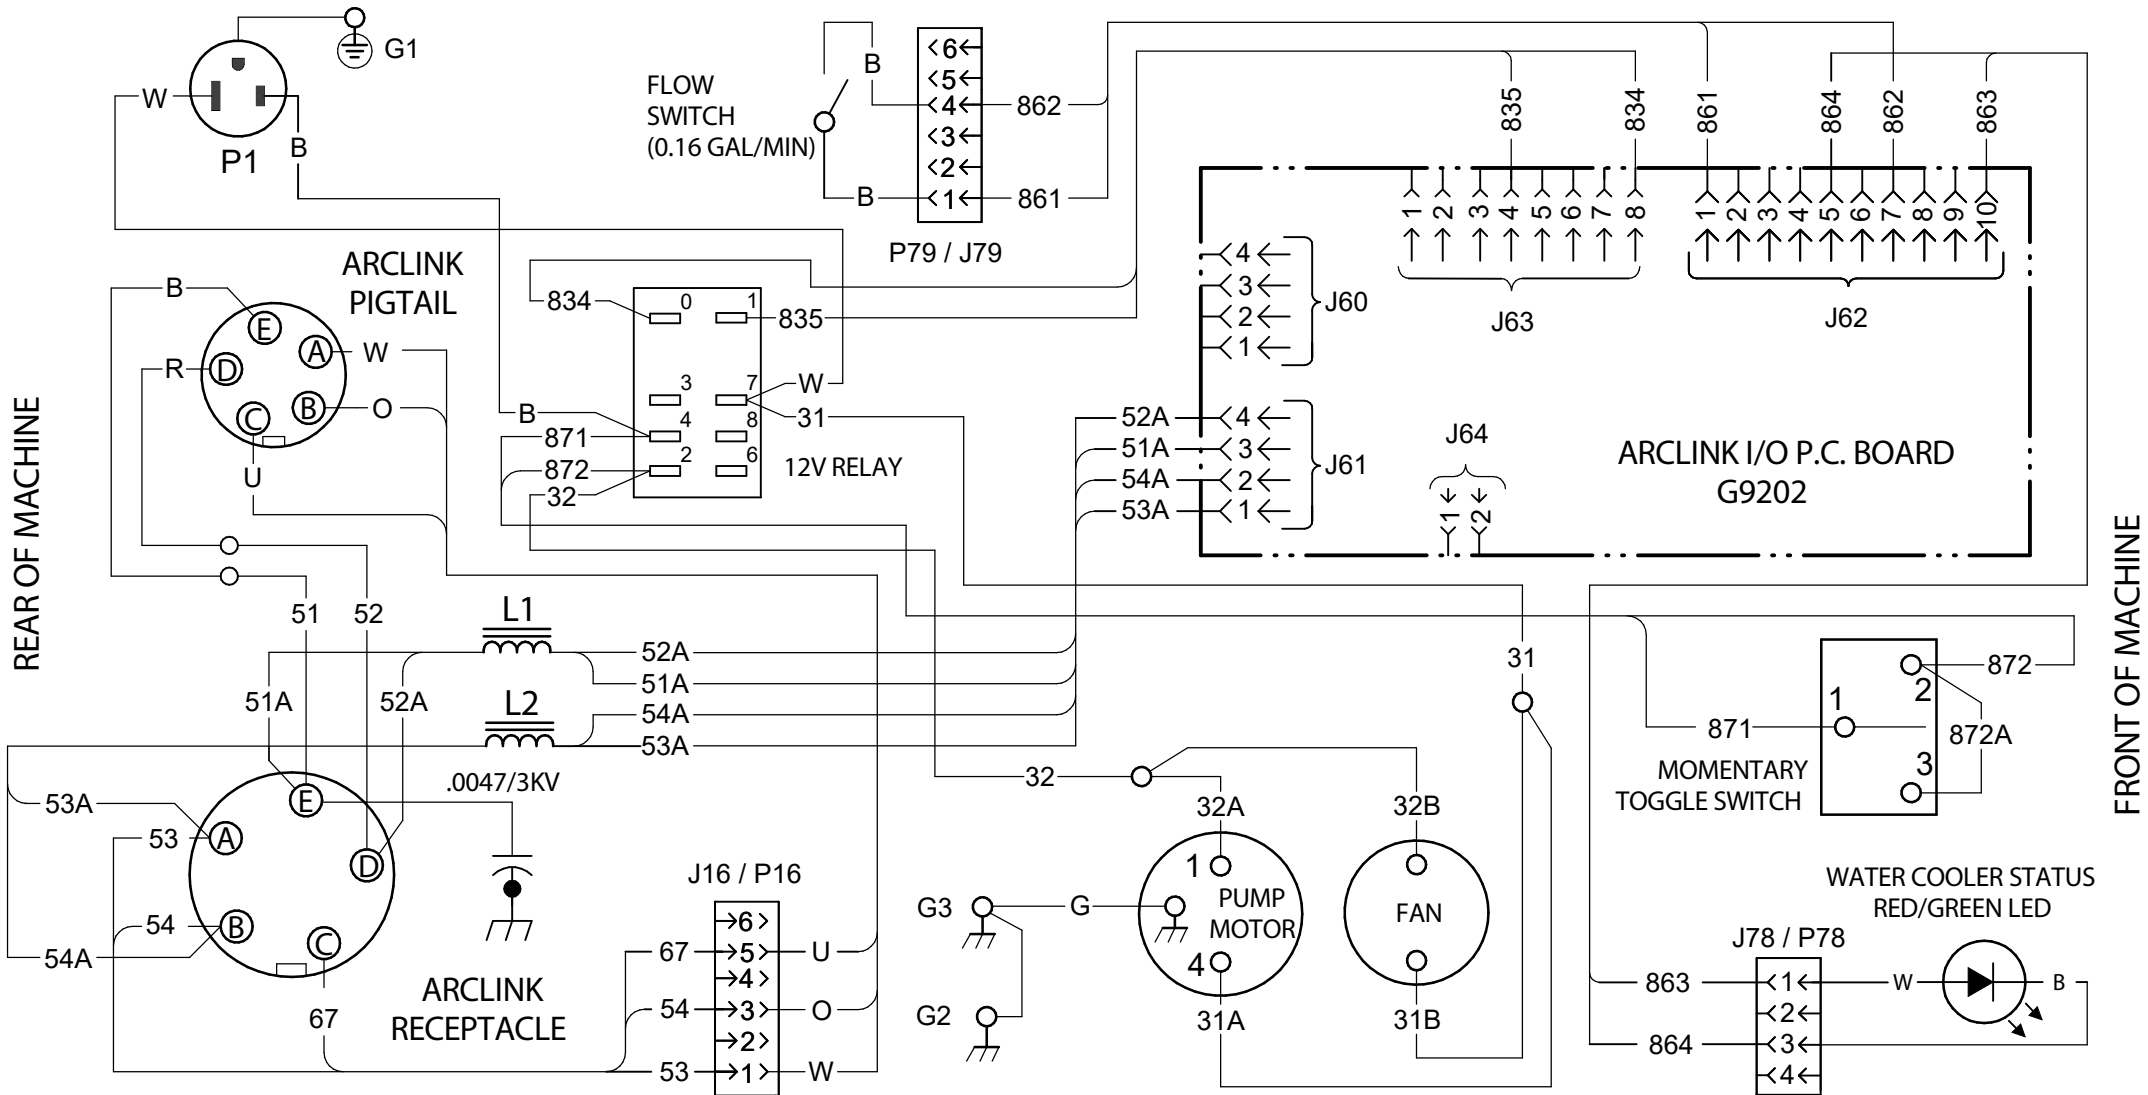 G1
W
B
P1
FLOW
SWITCH
(0.16 GAL/MIN)
B
B
6
5
4
3
2
1
862
861
P79 / J79
835
834
861
864
862
863
1
2
3
4
5
6
7
8
J63
1
2
3
4
5
6
7
8
9
10
J62
4
3
2
1
J60
52A
51A
54A
53A
4
3
2
1
J61
J64
1
2
ARCLINK I/O P.C. BOARD
G9202
ARCLINK
PIGTAIL
B
R
E
A
D
B
C
W
O
U
834
0
1
835
3
7
W
31
B
4
8
871
872
2
6
32
12V RELAY
REAR OF MACHINE
FRONT OF MACHINE
51
52
L1
52A
51A
51A
52A
L2
54A
53A
.0047/3KV
53A
53
54
54A
E
A
D
B
C
67
ARCLINK
RECEPTACLE
J16 / P16
6
5
4
3
2
1
67
54
53
U
O
W
32
32A
32B
31
1
PUMP
MOTOR
4
FAN
31A
31B
G3
G
G2
1
2
3
872
871
872A
MOMENTARY
TOGGLE SWITCH
WATER COOLER STATUS
RED/GREEN LED
J78 / P78
863
1
2
864
3
4
W
B